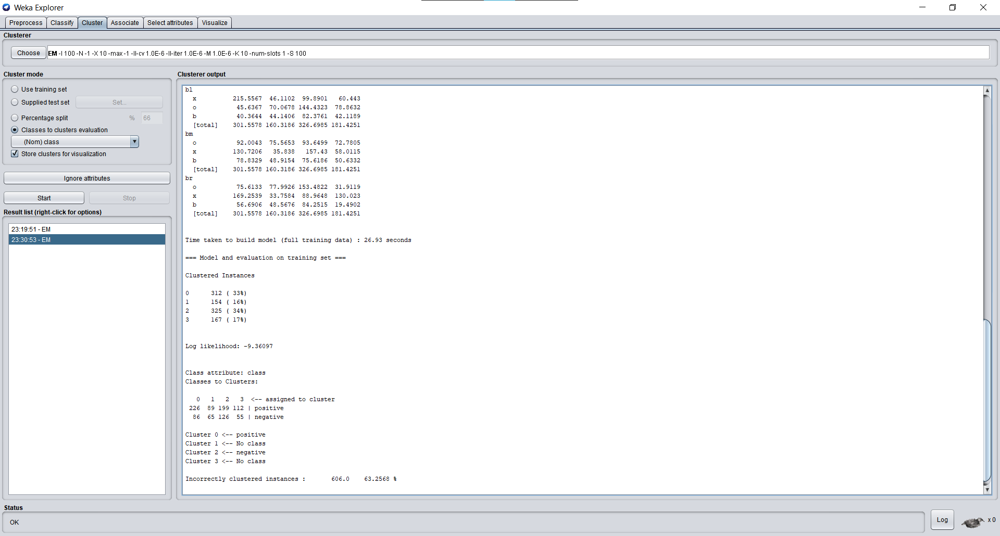 Weka Explorer
Preprocess Classify Cluster Associate Select attributes Visualize
Clusterer
Choose EM -I 100 -N -1 -X 10 -max -1 -ll-cv 1.0E-6 -ll-iter 1.0E-6 -M 1.0E-6 -K 10 -num-slots 1 -S 100
Cluster mode
Use training set
Supplied test set Set...
Percentage split % 66
Classes to clusters evaluation
(Nom) class
Store clusters for visualization
Ignore attributes
Start Stop
Result list (right-click for options)
23:19:51 - EM
23:30:53 - EM
Clusterer output
bl
x 215.5567 46.1102 99.8901 60.443
o 45.6367 70.0678 144.4323 78.8632
b 40.3644 44.1406 82.3761 42.1189
[total] 301.5578 160.3186 326.6985 181.4251
bm
o 92.0043 75.5653 93.6499 72.7805
x 130.7206 35.838 157.43 58.0115
b 78.8329 48.9154 75.6186 50.6332
[total] 301.5578 160.3186 326.6985 181.4251
br
o 75.6133 77.9926 153.4822 31.9119
x 169.2539 33.7584 88.9648 130.023
b 56.6906 48.5676 84.2515 19.4902
[total] 301.5578 160.3186 326.6985 181.4251
Time taken to build model (full training data) : 26.93 seconds
=== Model and evaluation on training set ===
Clustered Instances
0 312 ( 33%)
1 154 ( 16%)
2 325 ( 34%)
3 167 ( 17%)
Log likelihood: -9.36097
Class attribute: class
Classes to Clusters:
0 1 2 3 <-- assigned to cluster
226 89 199 112 | positive
86 65 126 55 | negative
Cluster 0 <-- positive
Cluster 1 <-- No class
Cluster 2 <-- negative
Cluster 3 <-- No class
Incorrectly clustered instances : 606.0 63.2568 %
Status
OK
Log x 0